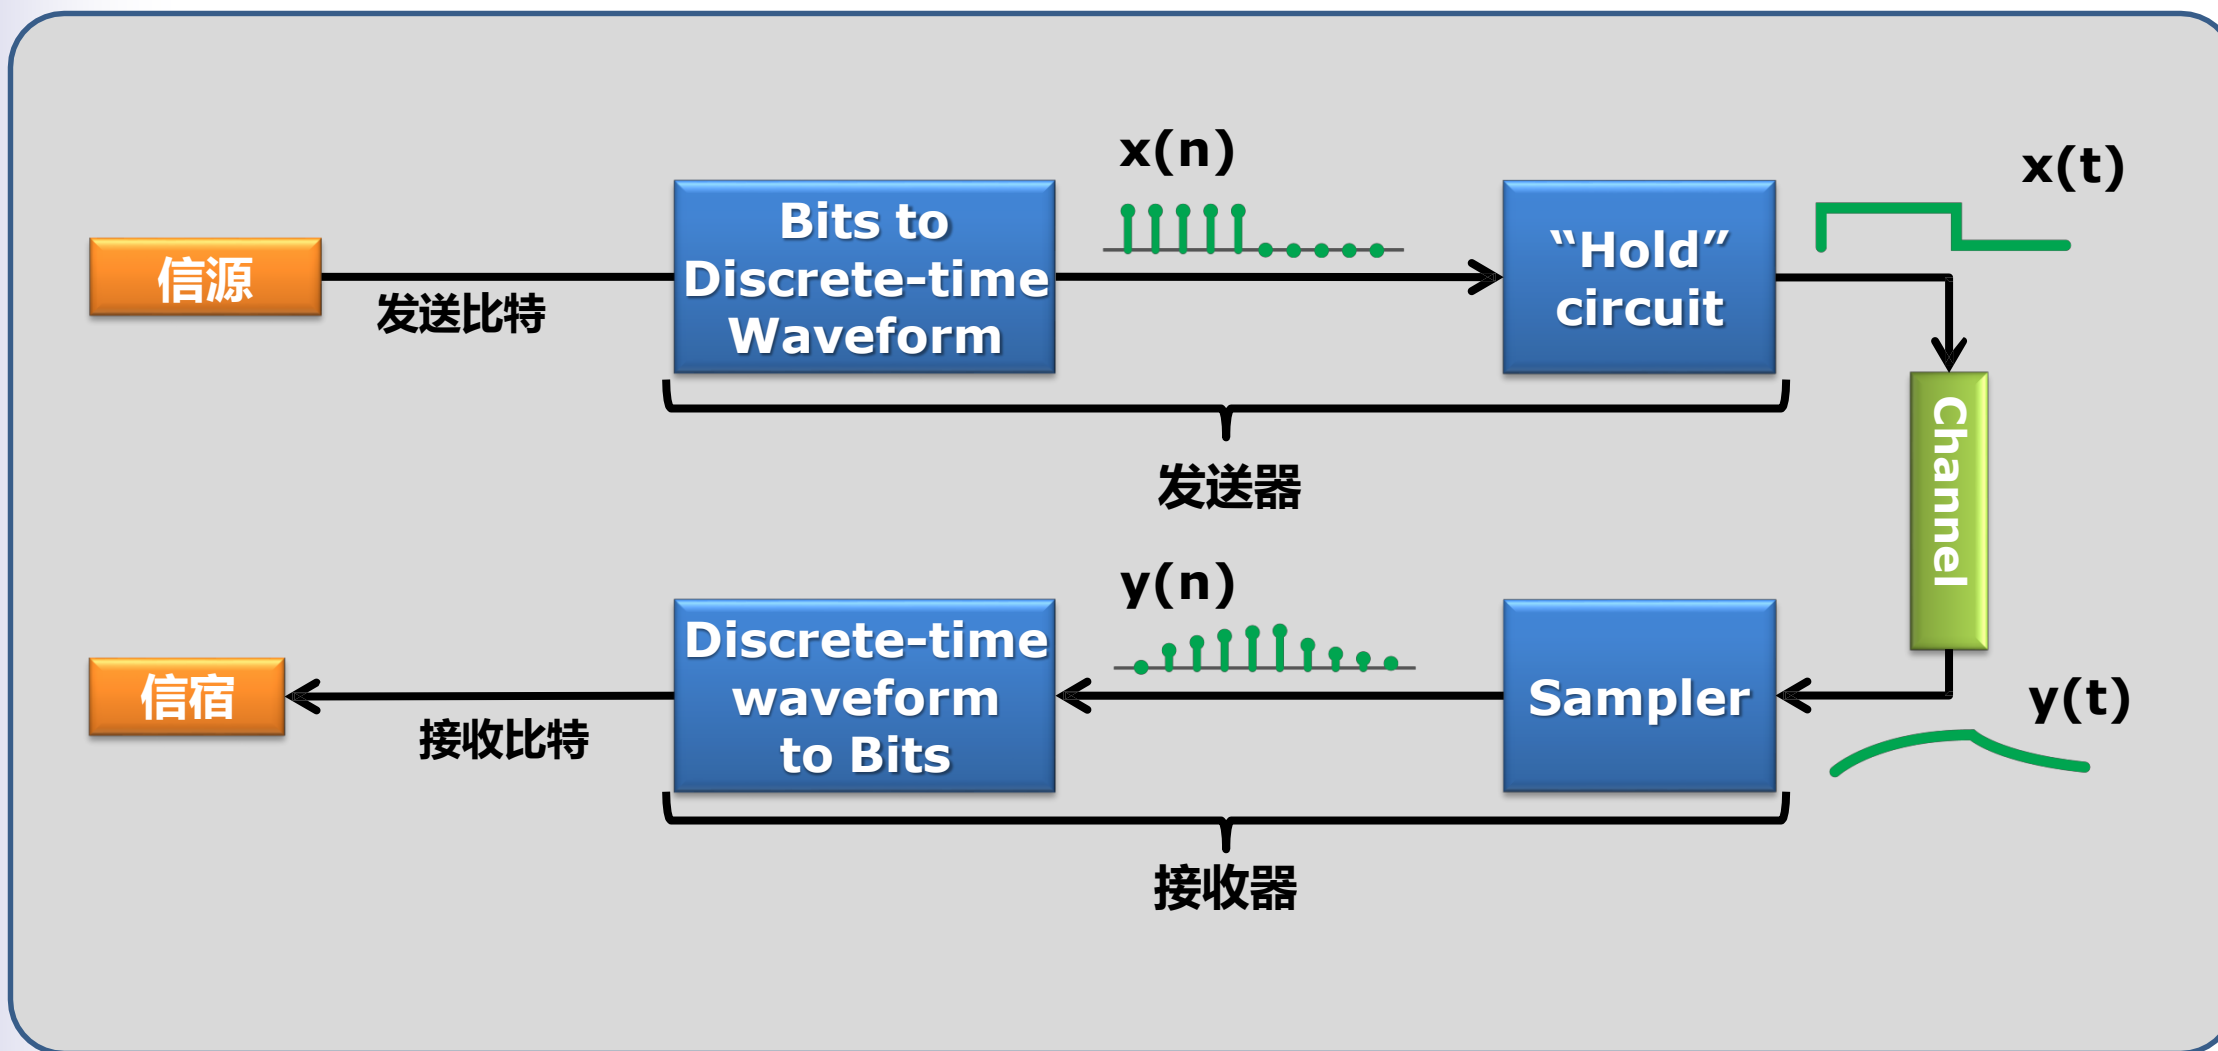 x(n)
x(t)
信源
发送比特
Bits to
Discrete-time
Waveform
“Hold”
circuit
发送器
Channel
y(n)
信宿
接收比特
Discrete-time
waveform
to Bits
Sampler
y(t)
接收器